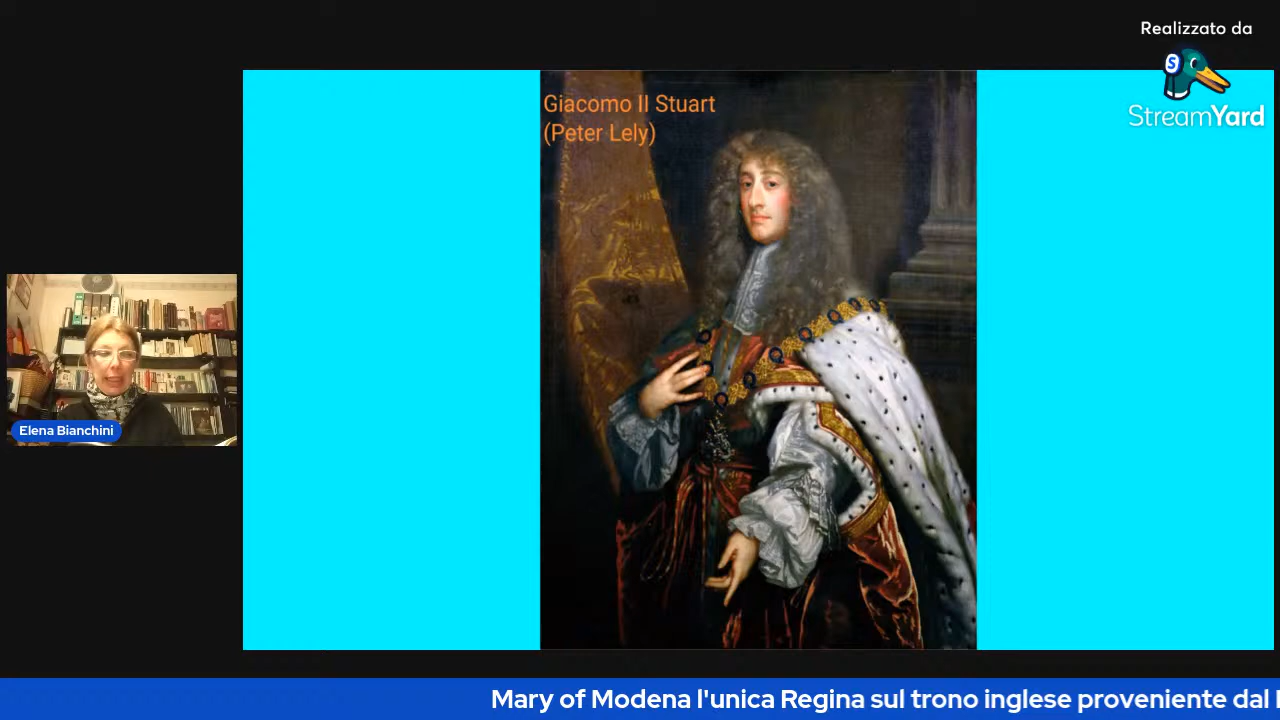 Realizzato da
StreamYard
Giacomo II Stuart
(Peter Lely)
Elena Bianchini
Mary of Modena l'unica Regina sul trono inglese proveniente dal